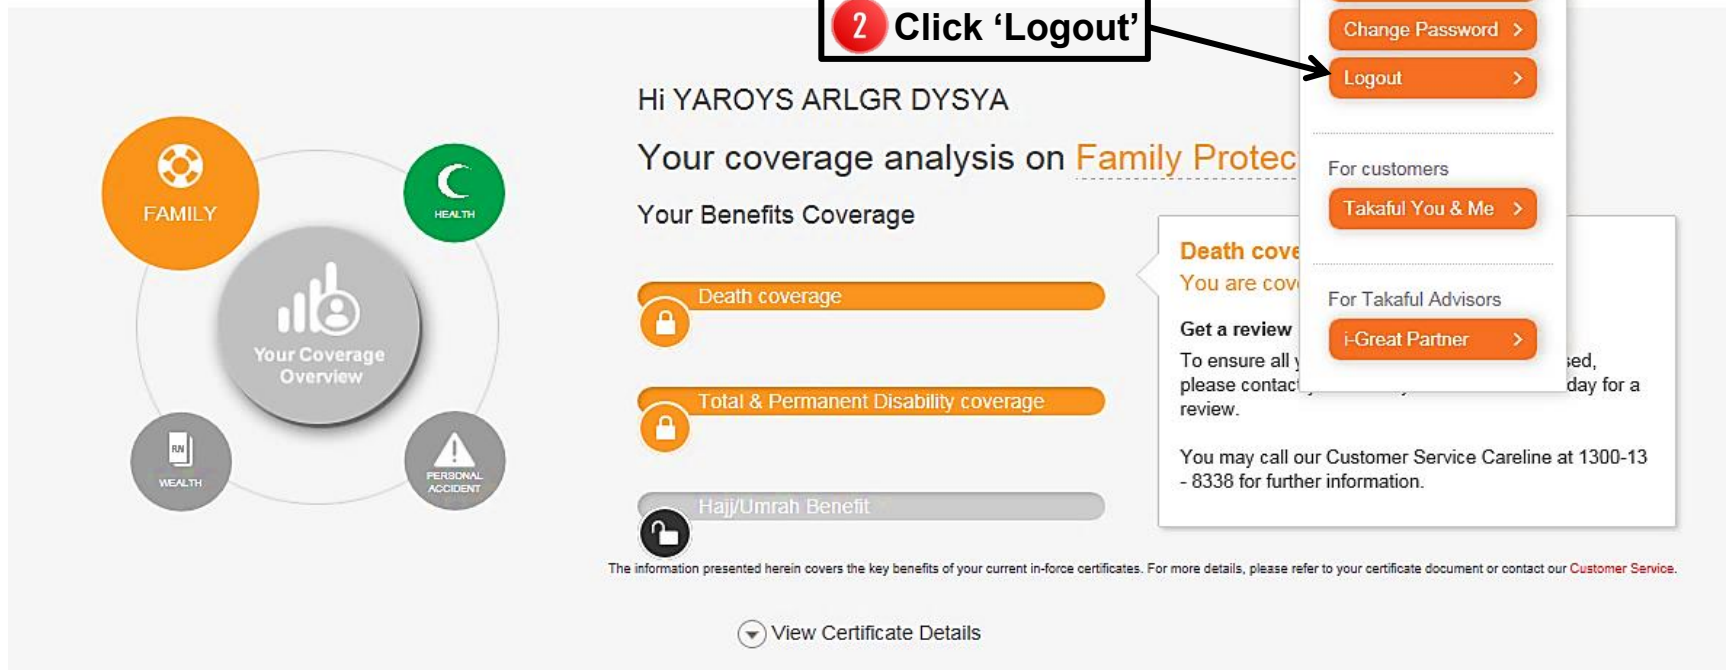 2 Click ‘Logout’
Change Password >
Logout >
For customers
Takaful You & Me >
For Takaful Advisors
i-Great Partner >
FAMILY
HEALTH
Your Coverage
Overview
RN
WEALTH
PERSONAL
ACCIDENT
Hi YAROYS ARLGR DYSYA
Your coverage analysis on Family Protec
Your Benefits Coverage
Death coverage
Total & Permanent Disability coverage
Hajj/Umrah Benefit
Death cove
You are cov
Get a review
To ensure all sed,
please contact day for a
review.
You may call our Customer Service Careline at 1300-13
- 8338 for further information.
The information presented herein covers the key benefits of your current in-force certificates. For more details, please refer to your certificate document or contact our Customer Service.
View Certificate Details